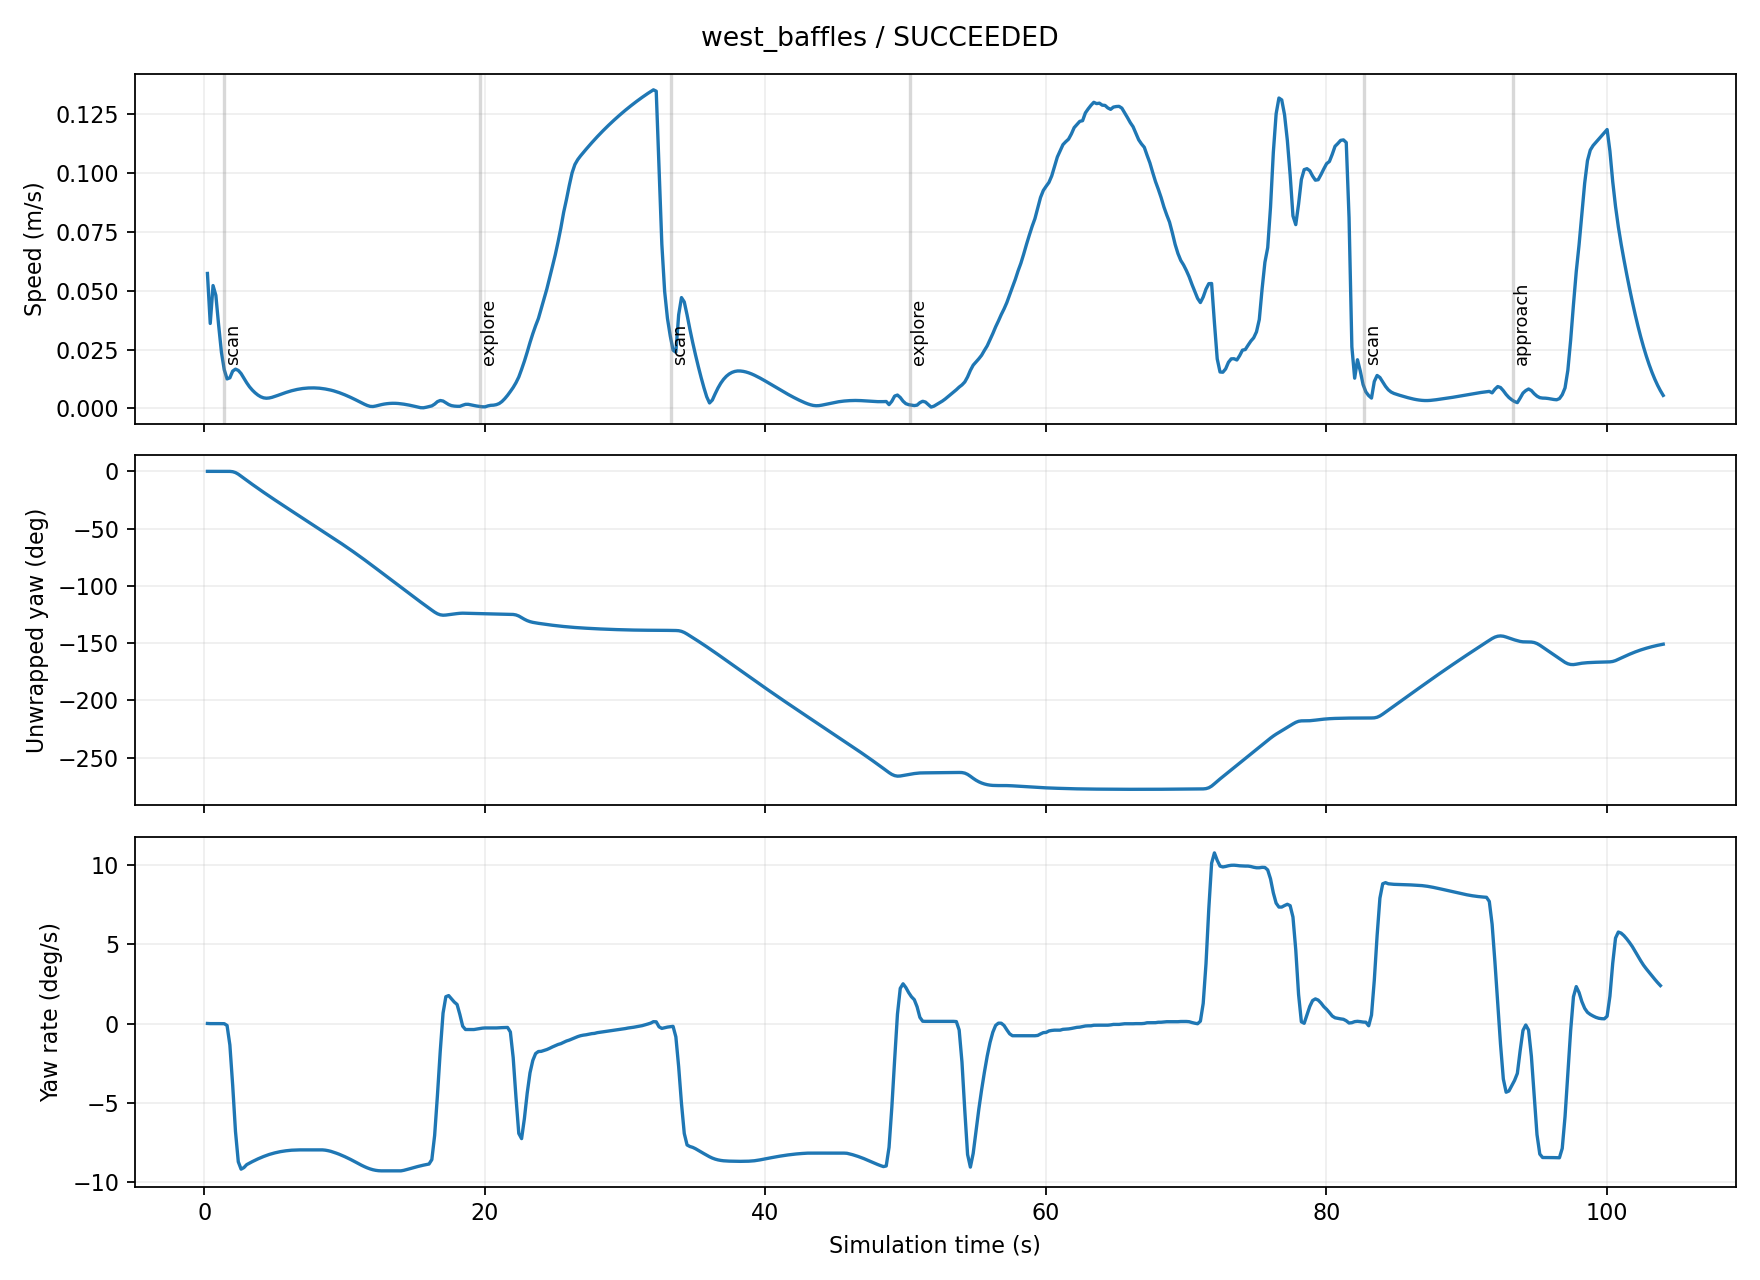 west_baffles / SUCCEEDED
Speed (m/s)
0.125
0.100
0.075
0.050
0.025
0.000
scan
explore
scan
explore
scan
approach
Unwrapped yaw (deg)
0
−50
−100
−150
−200
−250
Yaw rate (deg/s)
10
5
0
−5
−10
0 20 40 60 80 100
Simulation time (s)